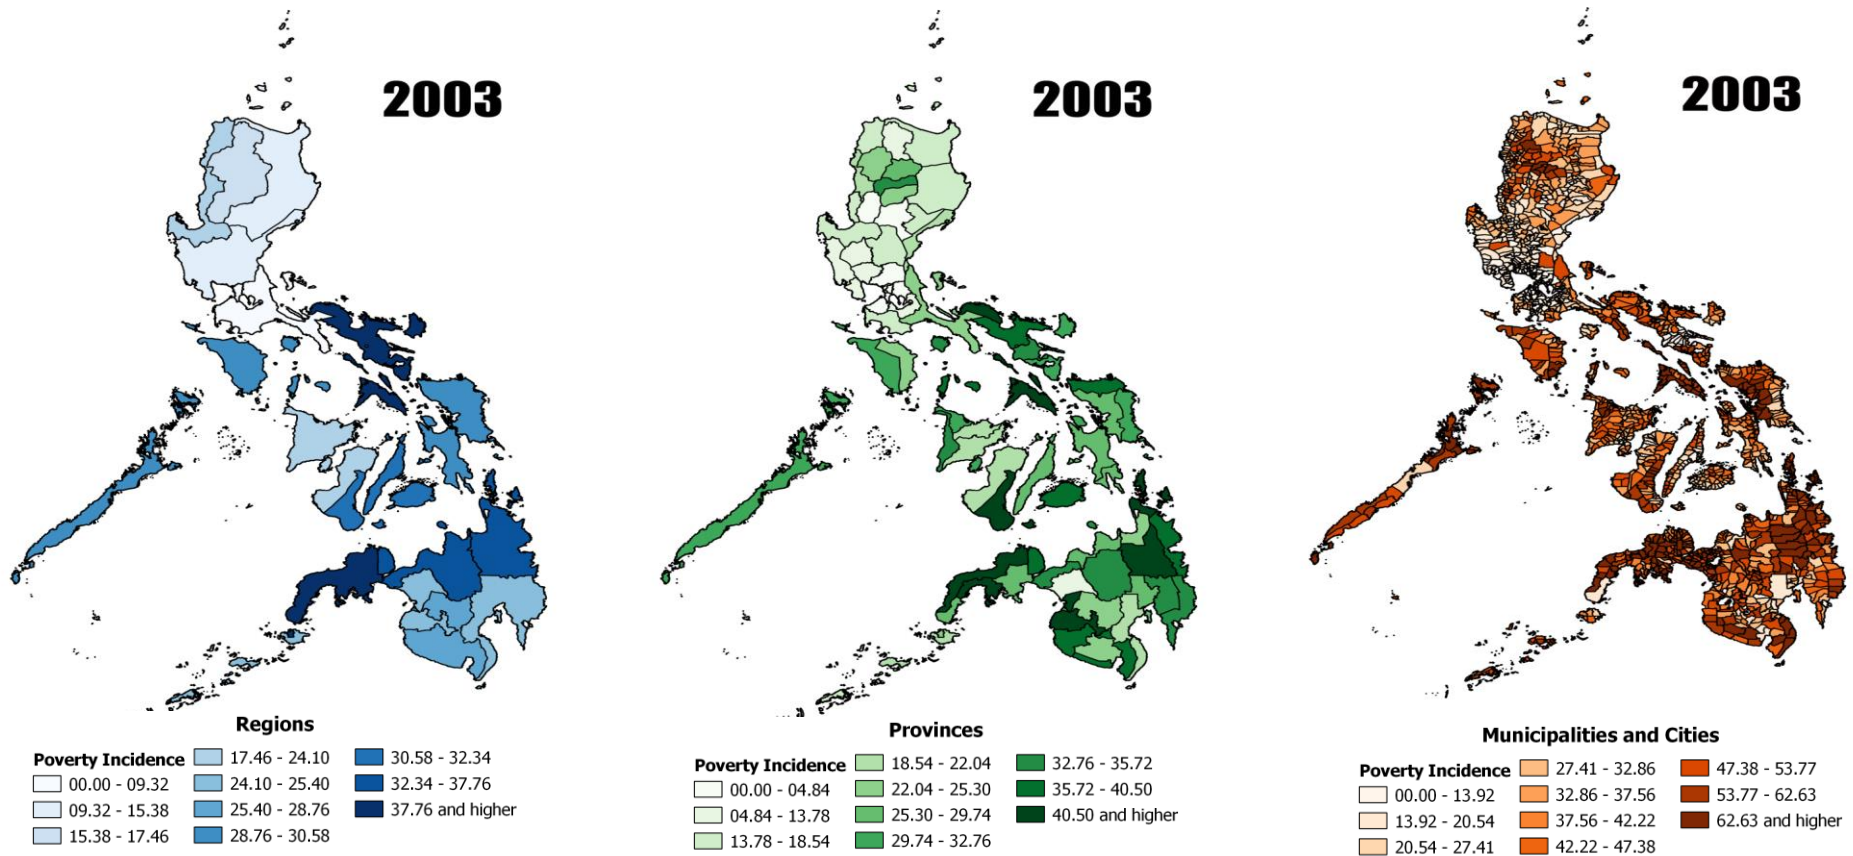 2003
2003
2003
Regions
Poverty Incidence
00.00 - 09.32
09.32 - 15.38
15.38 - 17.46
17.46 - 24.10
24.10 - 25.40
25.40 - 28.76
28.76 - 30.58
30.58 - 32.34
32.34 - 37.76
37.76 and higher
Provinces
Poverty Incidence
00.00 - 04.84
04.84 - 13.78
13.78 - 18.54
18.54 - 22.04
22.04 - 25.30
25.30 - 29.74
29.74 - 32.76
32.76 - 35.72
35.72 - 40.50
40.50 and higher
Municipalities and Cities
Poverty Incidence
00.00 - 13.92
13.92 - 20.54
20.54 - 27.41
27.41 - 32.86
32.86 - 37.56
37.56 - 42.22
42.22 - 47.38
47.38 - 53.77
53.77 - 62.63
62.63 and higher